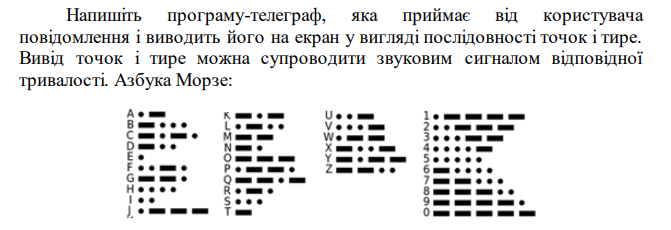 Напишіть програму-телеграф, яка приймає від користувача
повідомлення і виводить його на екран у вигляді послідовності точок і тире.
Вивід точок і тире можна супроводити звуковим сигналом відповідної
тривалості. Азбука Морзе:
A
B
C
D
E
F
G
H
I
J
K
L
M
N
O
P
Q
R
S
T
U
V
W
X
Y
Z
1
2
3
4
5
6
7
8
9
0